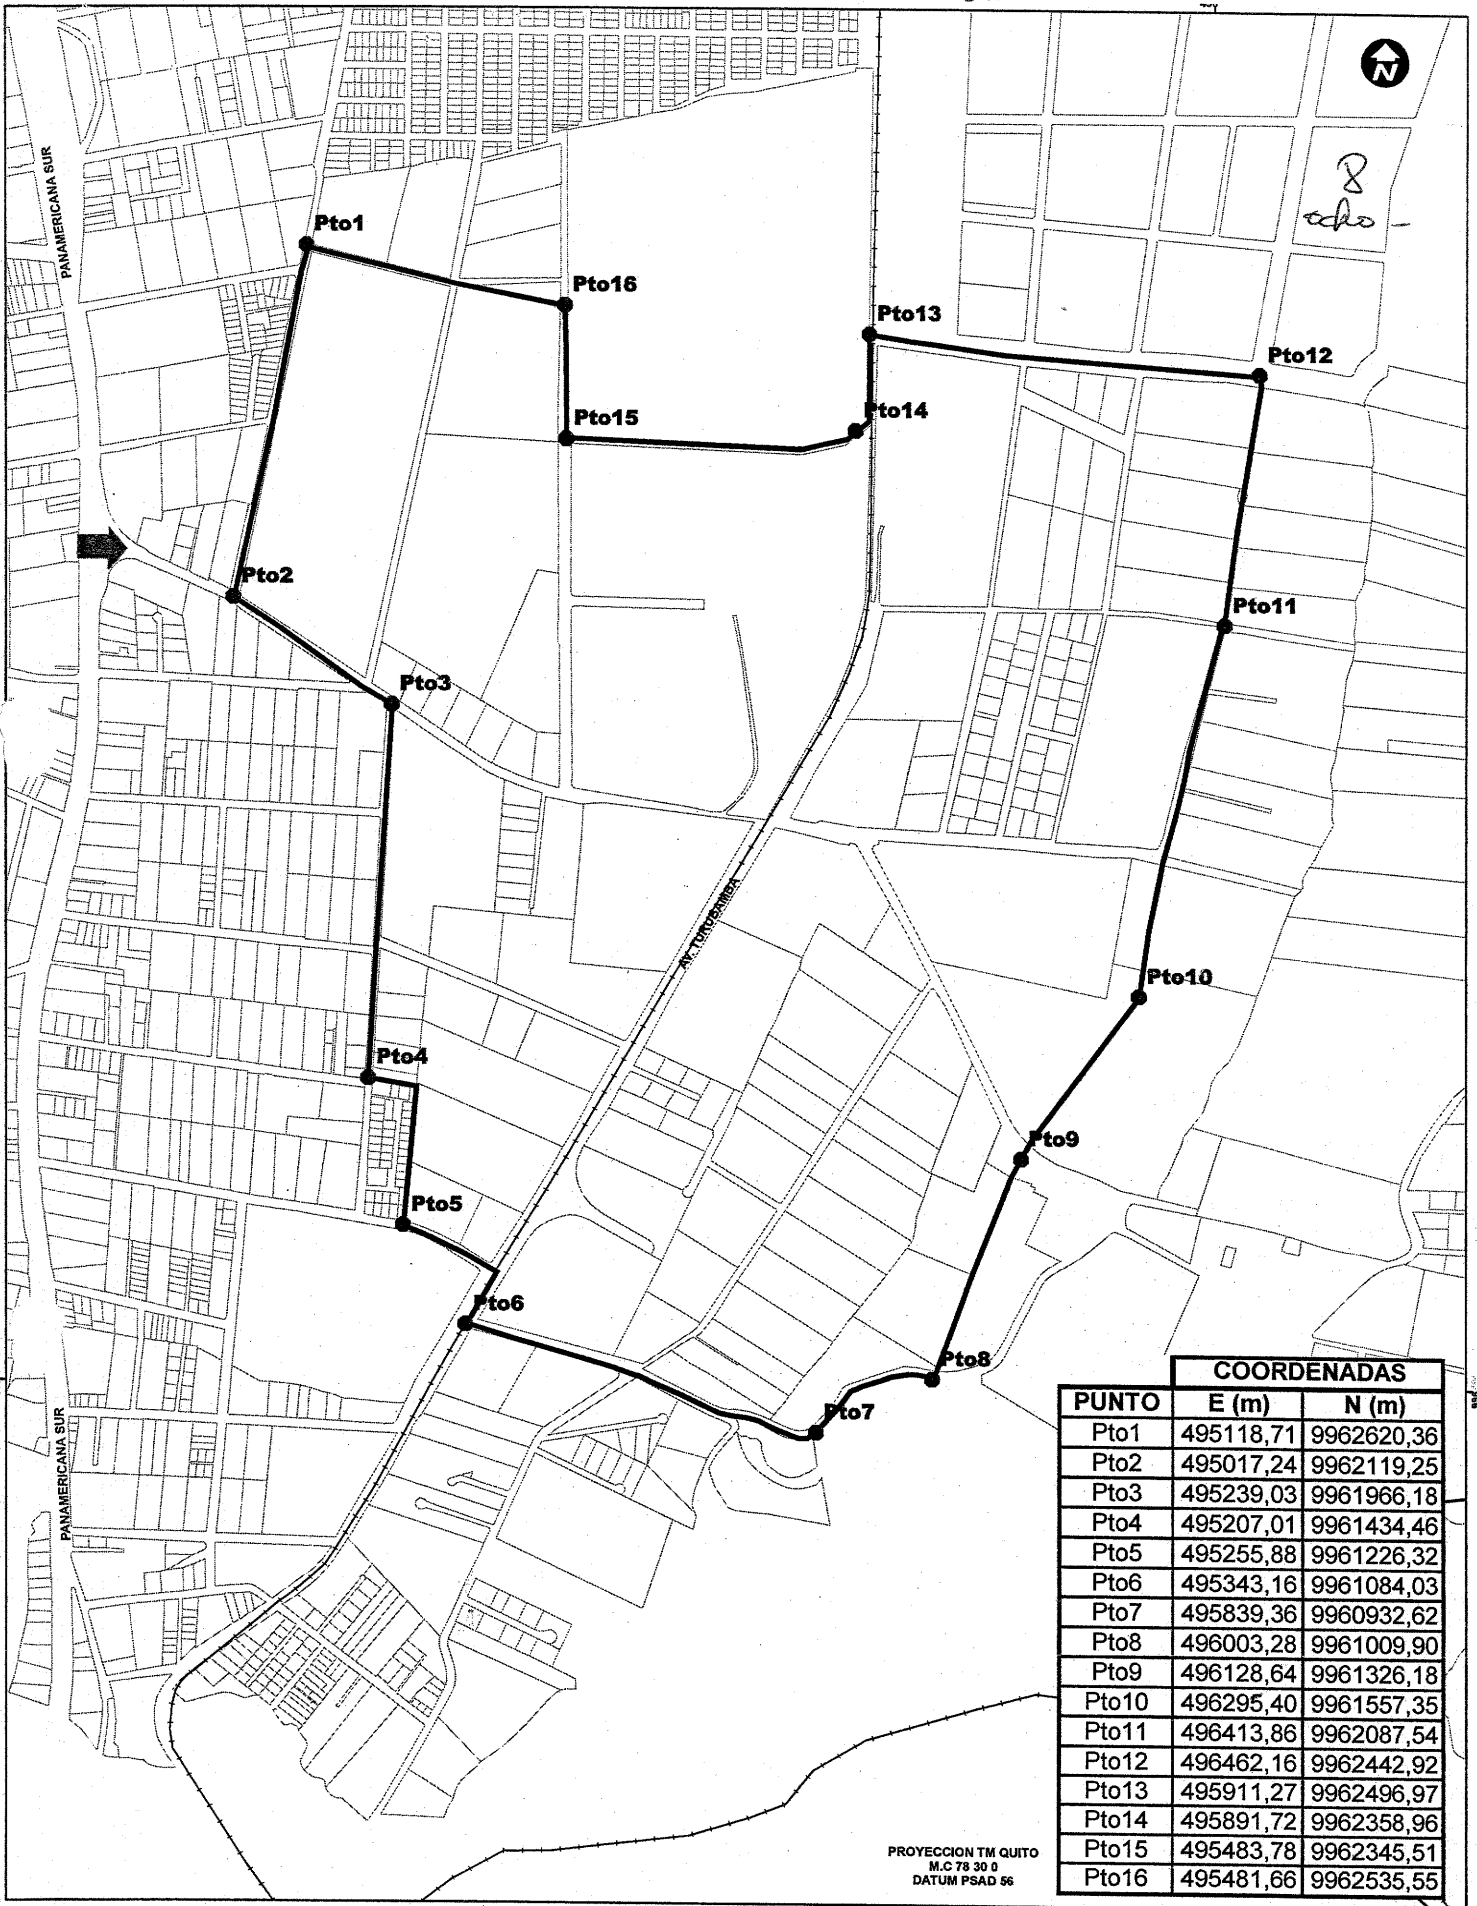 N
8
ocho -
PANAMERICANA SUR
Pto1
Pto16
Pto13
Pto12
Pto15
Pto14
Pto2
Pto11
Pto3
AV. TURUBAMBA
Pto10
Pto4
Pto9
Pto5
Pto6
Pto8
Pto7
PANAMERICANA SUR
COORDENADAS
PUNTO E (m) N (m)
Pto1 495118,71 9962620,36
Pto2 495017,24 9962119,25
Pto3 495239,03 9961966,18
Pto4 495207,01 9961434,46
Pto5 495255,88 9961226,32
Pto6 495343,16 9961084,03
Pto7 495839,36 9960932,62
Pto8 496003,28 9961009,90
Pto9 496128,64 9961326,18
Pto10 496295,40 9961557,35
Pto11 496413,86 9962087,54
Pto12 496462,16 9962442,92
Pto13 495911,27 9962496,97
Pto14 495891,72 9962358,96
Pto15 495483,78 9962345,51
Pto16 495481,66 9962535,55
PROYECCION TM QUITO
M.C 78 30 0
DATUM PSAD 56